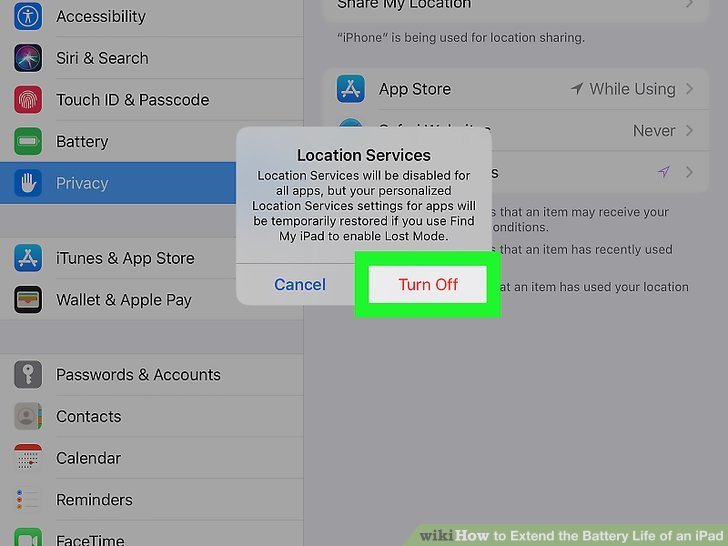 Accessibility
Siri & Search
Touch ID & Passcode
Battery
Privacy
iTunes & App Store
Wallet & Apple Pay
Passwords & Accounts
Contacts
Calendar
Reminders
FaceTime
Share My Location
“iPhone” is being used for location sharing.
App Store
While Using
Never
that an item may receive your
conditions.
that an item has recently used
at an item has used your location
Location Services
Location Services will be disabled for
all apps, but your personalized
Location Services settings for apps will
be temporarily restored if you use Find
My iPad to enable Lost Mode.
Cancel
Turn Off
wikiHow to Extend the Battery Life of an iPad